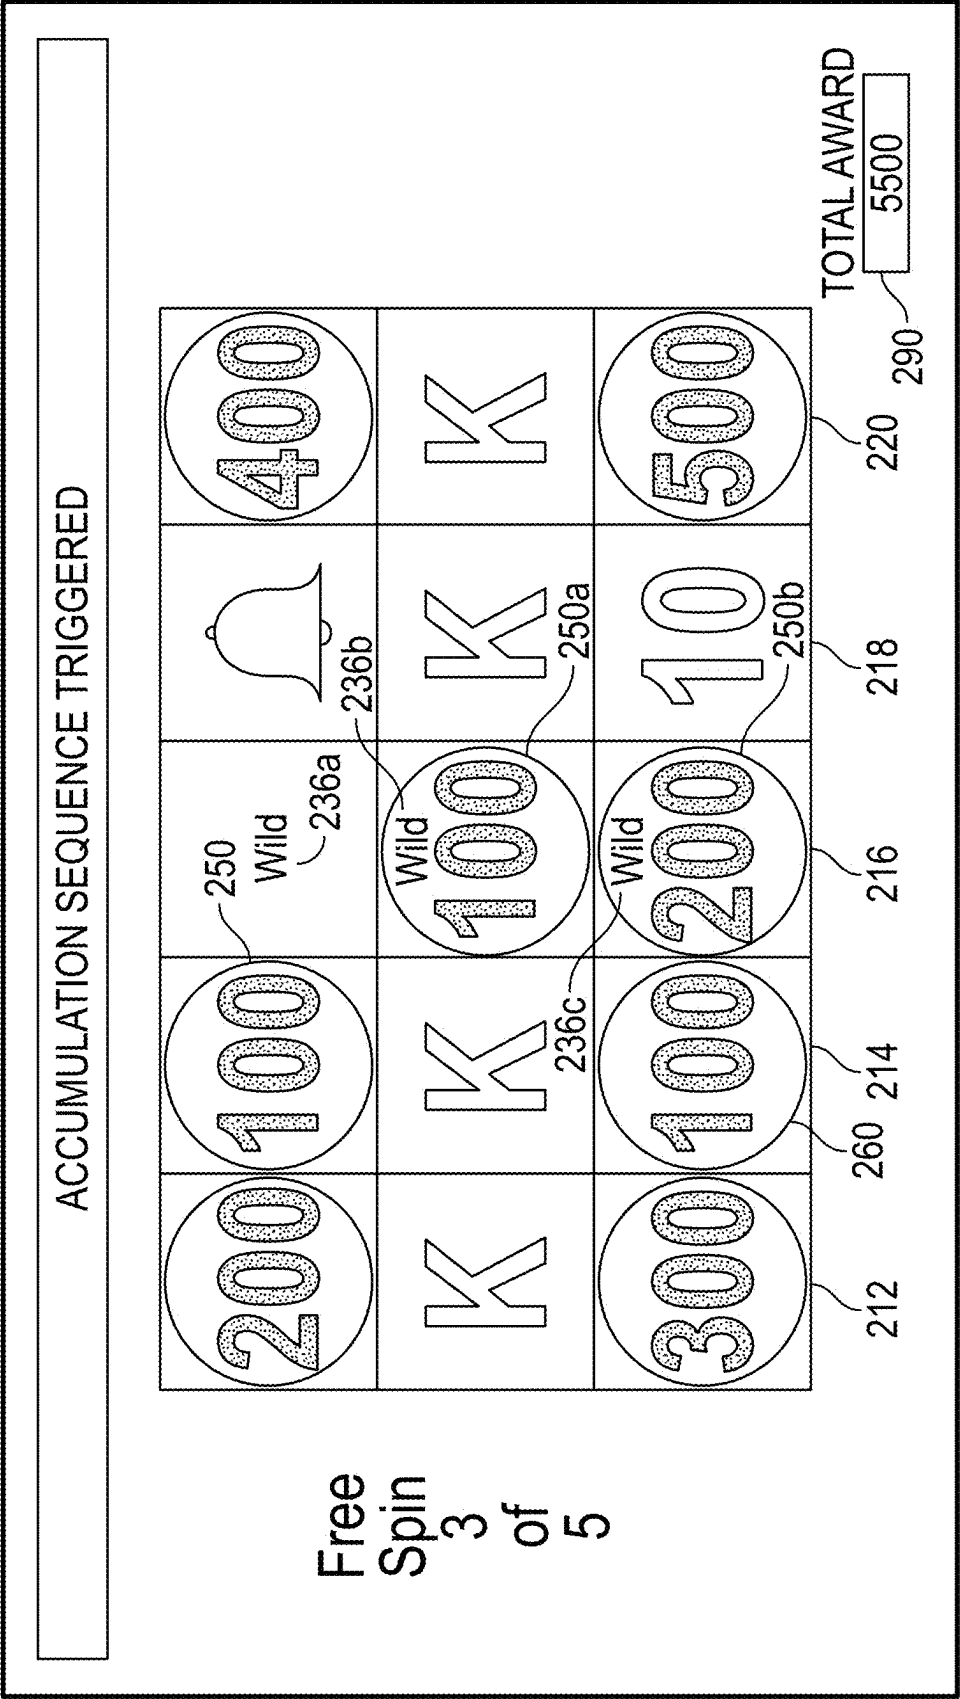 ACCUMULATION SEQUENCE TRIGGERED
Free
Spin
3
of
5
200
100
250
Wild
236a
400
K
K
Wild
236b
100
250a
K
K
300
100
236c
Wild
200
250b
10
500
212
260
214
216
218
220
290
TOTAL AWARD
5500